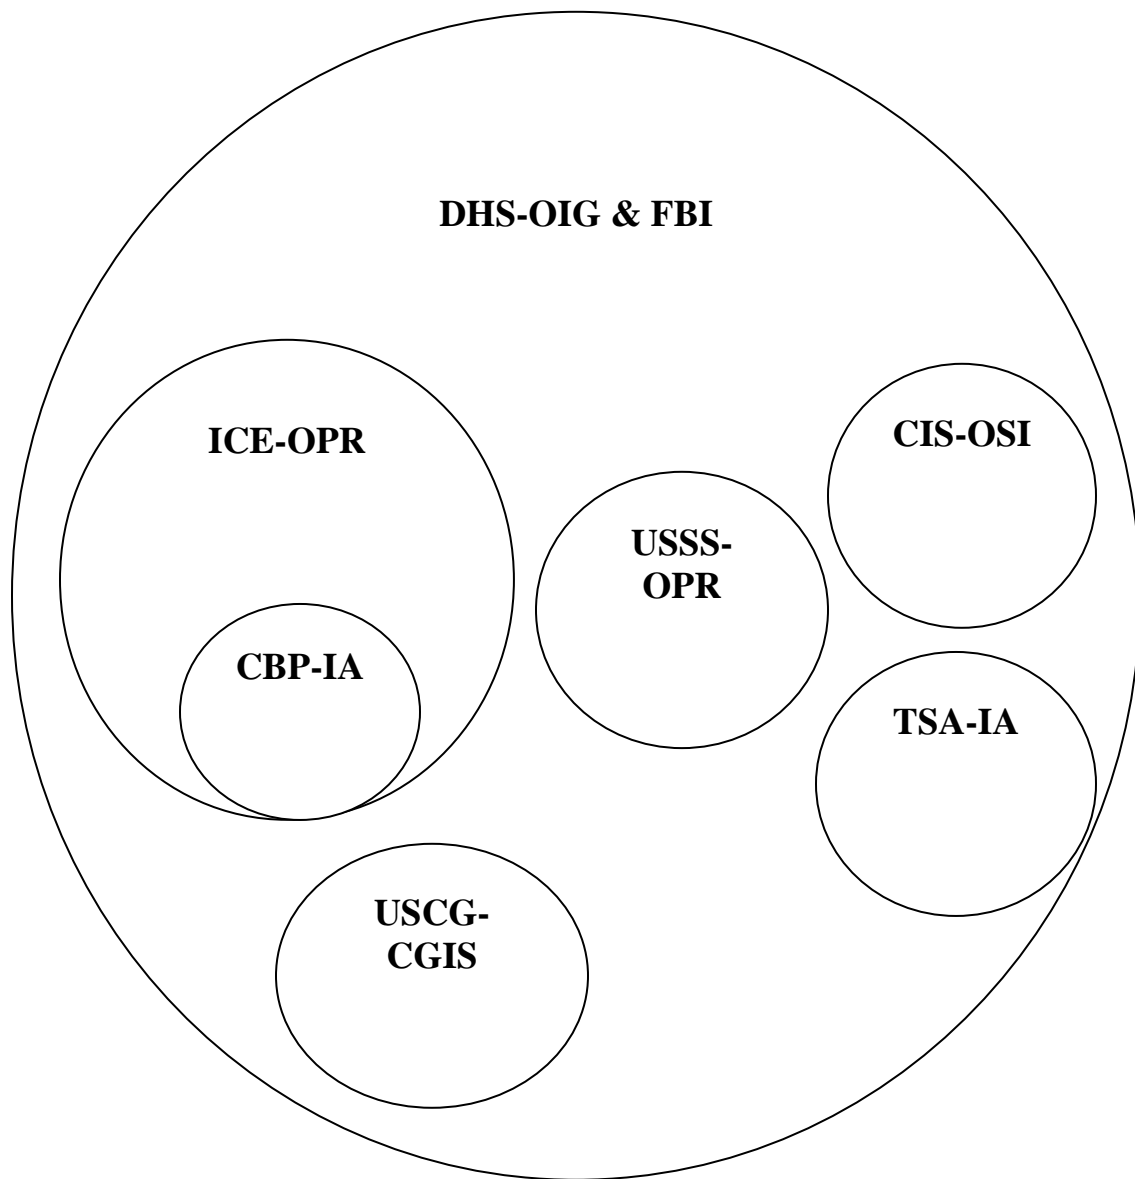 DHS-OIG & FBI
ICE-OPR
CIS-OSI
USSS-
OPR
CBP-IA
TSA-IA
USCG-
CGIS